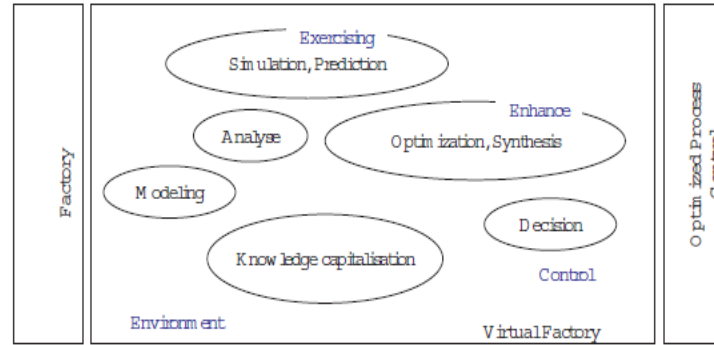 Factory
Exercising
Simulation, Prediction
Analyse
Enhance
Optimization, Synthesis
Modeling
Decision
Knowledge capitalisation
Control
Environment
Virtual Factory
Optimized Process